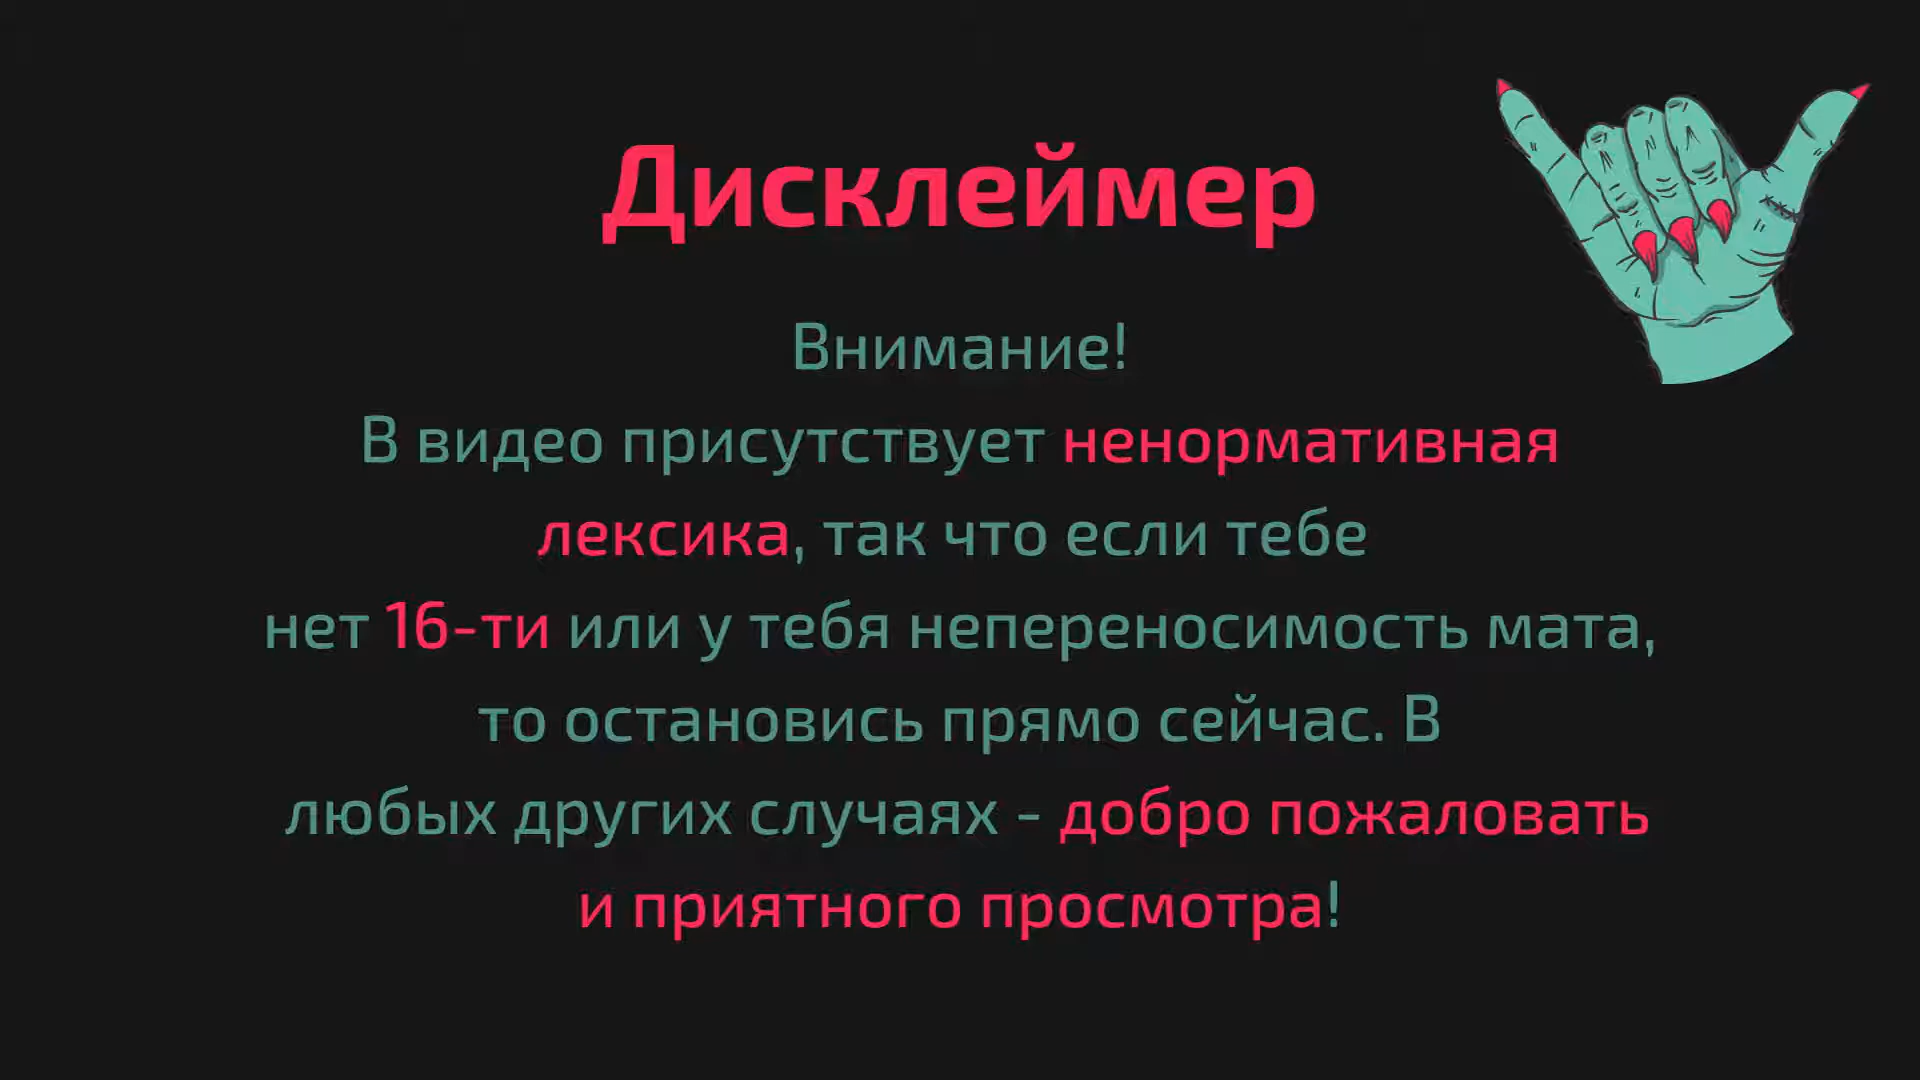 Дисклеймер
Внимание!
В видео присутствует ненормативная
лексика, так что если тебе
нет 16-ти или у тебя непереносимость мата,
то остановись прямо сейчас. В
любых других случаях - добро пожаловать
и приятного просмотра!